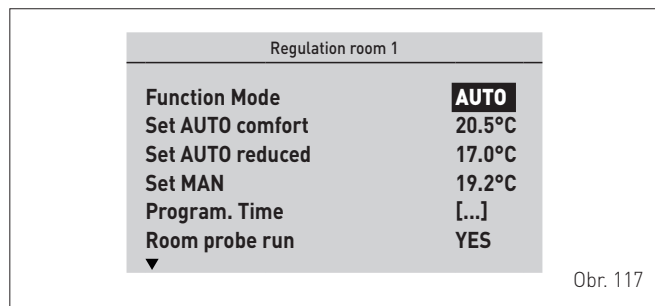 Regulation room 1
Function Mode AUTO
Set AUTO comfort 20.5°C
Set AUTO reduced 17.0°C
Set MAN 19.2°C
Program. Time [...]
Room probe run YES
▼
Obr. 117